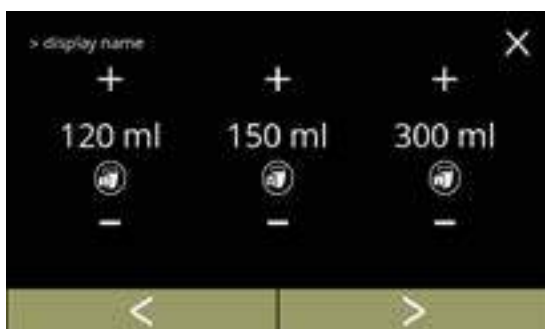 > display name
X
+ + +
120 ml 150 ml 300 ml
- - -
< >